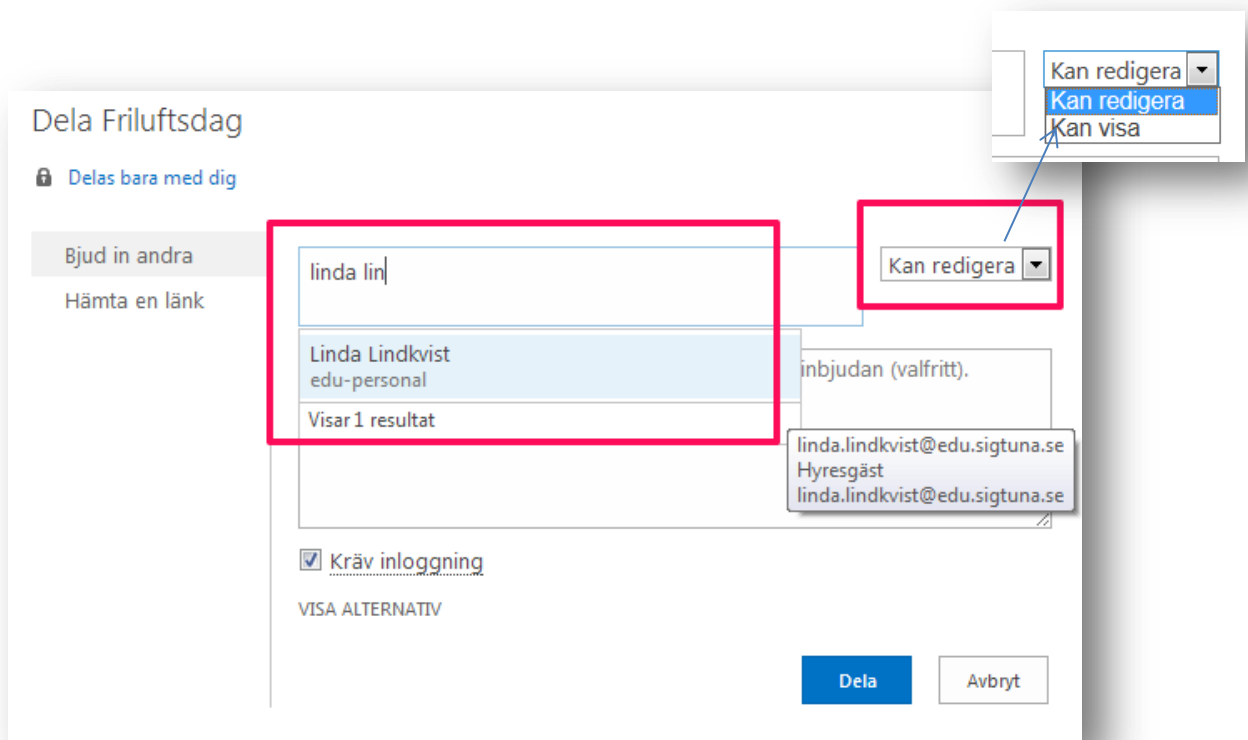 Kan redigera
Kan redigera
Kan visa
Dela Friluftsdag
Delas bara med dig
Bjud in andra
Hämta en länk
linda lin
Kan redigera
Linda Lindkvist
edu-personal
Visar 1 resultat
inbjudan (valfritt).
linda.lindkvist@edu.sigtuna.se
Hyresgäst
linda.lindkvist@edu.sigtuna.se
Kräv inloggning
VISA ALTERNATIV
Dela
Avbryt